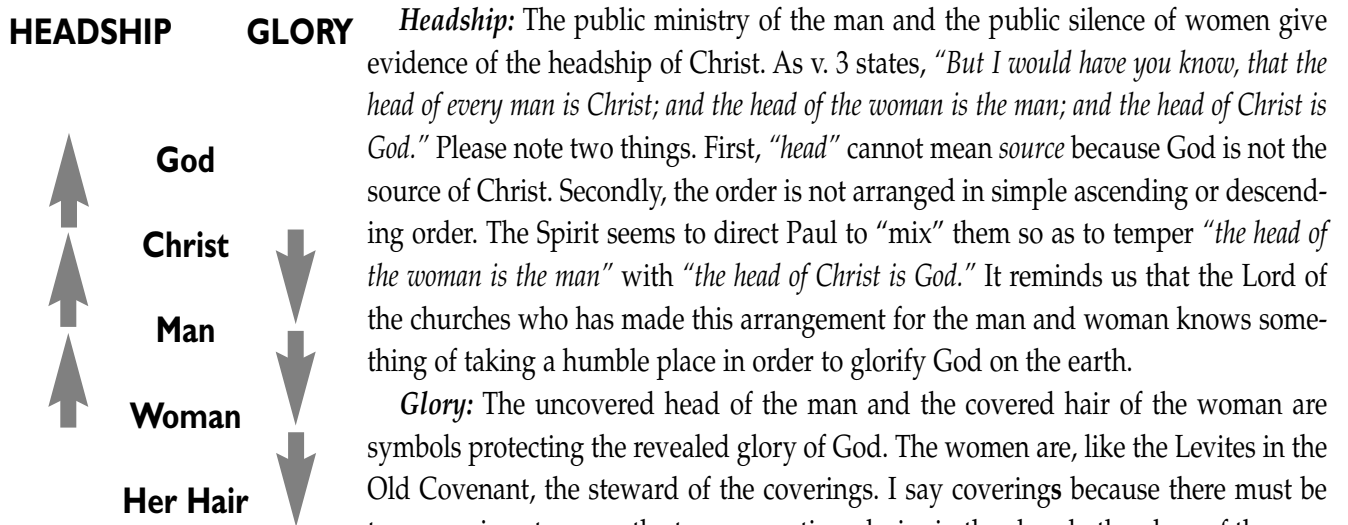 HEADSHIP GLORY
God
Christ
Man
Woman
Her Hair
Headship: The public ministry of the man and the public silence of women give
evidence of the headship of Christ. As v. 3 states, “But I would have you know, that the
head of every man is Christ; and the head of the woman is the man; and the head of Christ is
God.” Please note two things. First, “head” cannot mean source because God is not the
source of Christ. Secondly, the order is not arranged in simple ascending or descend-
ing order. The Spirit seems to direct Paul to “mix” them so as to temper “the head of
the woman is the man” with “the head of Christ is God.” It reminds us that the Lord of
the churches who has made this arrangement for the man and woman knows some-
thing of taking a humble place in order to glorify God on the earth.
Glory: The uncovered head of the man and the covered hair of the woman are
symbols protecting the revealed glory of God. The women are, like the Levites in the
Old Covenant, the steward of the coverings. I say coverings because there must be